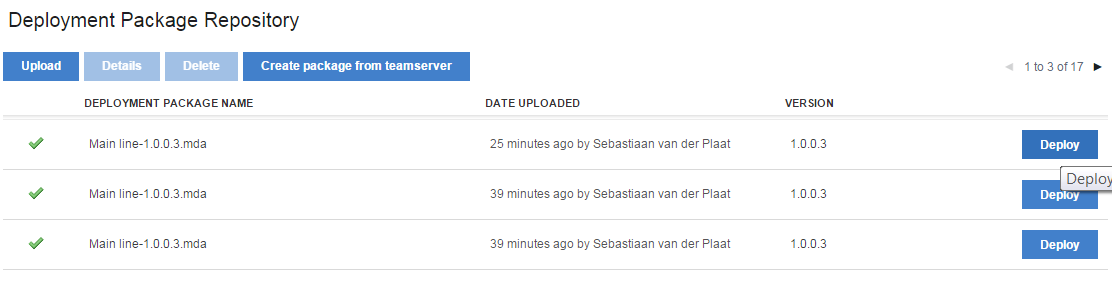 Deployment Package Repository
Upload Details Delete Create package from teamserver 1 to 3 of 17
DEPLOYMENT PACKAGE NAME DATE UPLOADED VERSION
Main line-1.0.0.3.mda 25 minutes ago by Sebastiaan van der Plaat 1.0.0.3 Deploy
Deploy
Main line-1.0.0.3.mda 39 minutes ago by Sebastiaan van der Plaat 1.0.0.3 Deploy
Main line-1.0.0.3.mda 39 minutes ago by Sebastiaan van der Plaat 1.0.0.3 Deploy